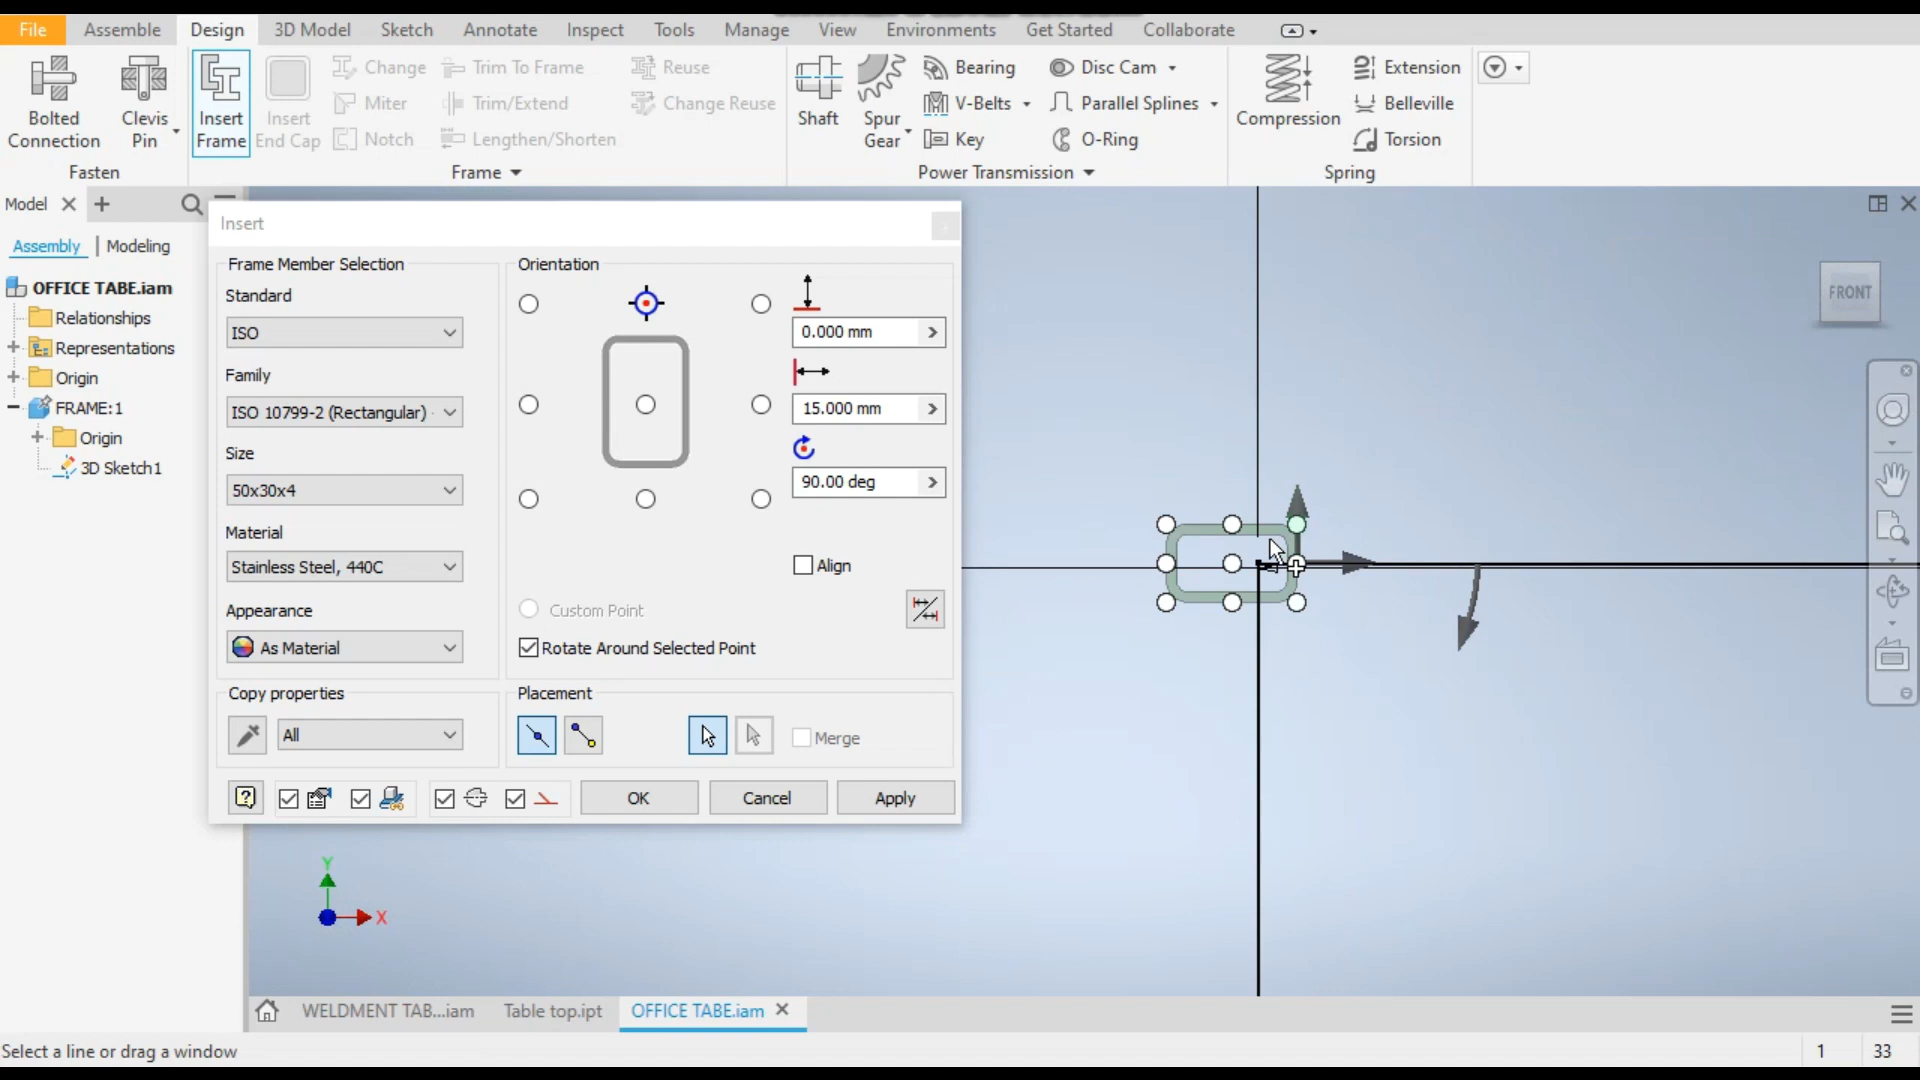 File Assemble Design 3D Model Sketch Annotate Inspect Tools Manage View Environments Get Started Collaborate
Bolted Connection
Clevis Pin
Insert Frame
Insert End Cap
Change
Miter
Notch
Trim To Frame
Trim/Extend
Lengthen/Shorten
Reuse
Change Reuse
Shaft
Spur Gear
Bearing
V-Belts
Key
Disc Cam
Parallel Splines
O-Ring
Compression
Extension
Belleville
Torsion
Fasten
Frame
Power Transmission
Spring
Model
Assembly
Modeling
OFFICE TABE.iam
Relationships
Representations
Origin
FRAME:1
Origin
3D Sketch1
Insert
Frame Member Selection
Standard
ISO
Family
ISO 10799-2 (Rectangular)
Size
50x30x4
Material
Stainless Steel, 440C
Appearance
As Material
Copy properties
All
Orientation
0.000 mm
15.000 mm
90.00 deg
Align
Custom Point
Rotate Around Selected Point
Placement
Merge
OK
Cancel
Apply
FRONT
Y
X
WELDMENT TAB...iam
Table top.ipt
OFFICE TABE.iam
Select a line or drag a window
1
33